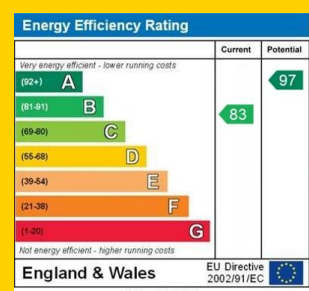 Energy Efficiency Rating
Current Potential
Very energy efficient - lower running costs
(92+) A 97
(81-91) B 83
(69-80) C
(55-68) D
(39-54) E
(21-38) F
(1-20) G
Not energy efficient - higher running costs
England & Wales EU Directive
2002/91/EC